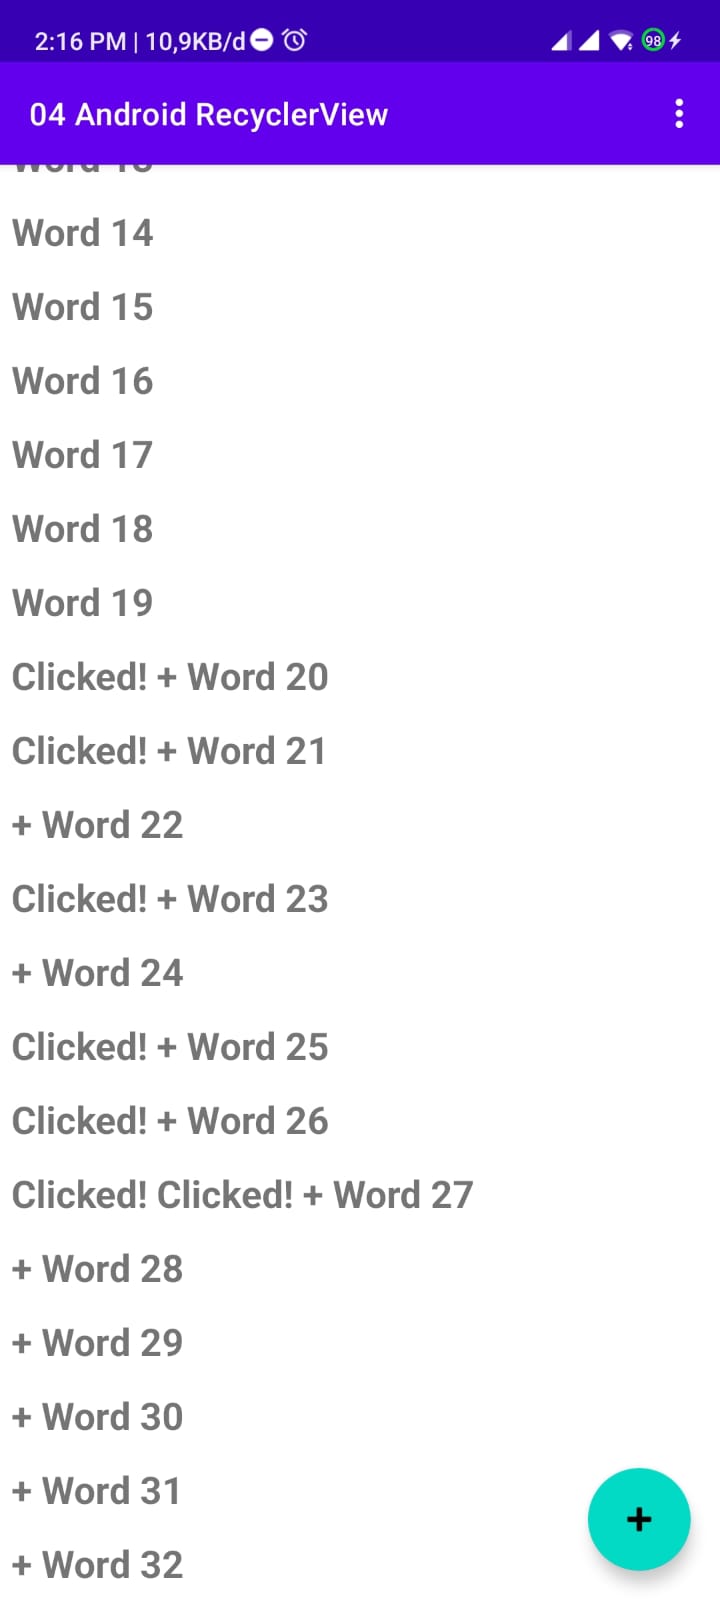 2:16 PM | 10,9KB/d 98
04 Android RecyclerView
Word 14
Word 15
Word 16
Word 17
Word 18
Word 19
Clicked! + Word 20
Clicked! + Word 21
+ Word 22
Clicked! + Word 23
+ Word 24
Clicked! + Word 25
Clicked! + Word 26
Clicked! Clicked! + Word 27
+ Word 28
+ Word 29
+ Word 30
+ Word 31
+ Word 32
+